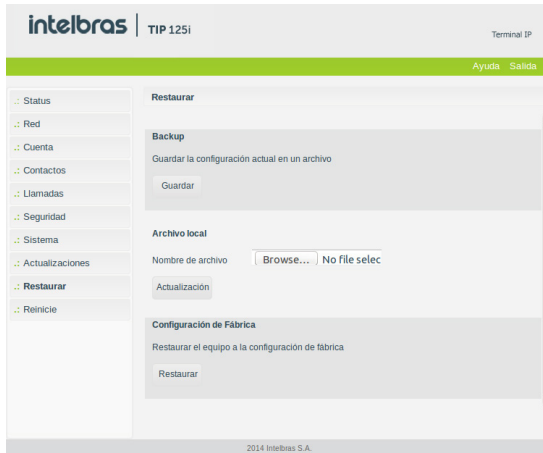 intelbras TIP 125i
Terminal IP
Ayuda Salida
.: Status
.: Red
.: Cuenta
.: Contactos
.: Llamadas
.: Seguridad
.: Sistema
.: Actualizaciones
.: Restaurar
.: Reinicie
Restaurar
Backup
Guardar la configuración actual en un archivo
Guardar
Archivo local
Nombre de archivo Browse... No file selec
Actualización
Configuración de Fábrica
Restaurar el equipo a la configuración de fábrica
Restaurar
2014 Intelbras S.A.